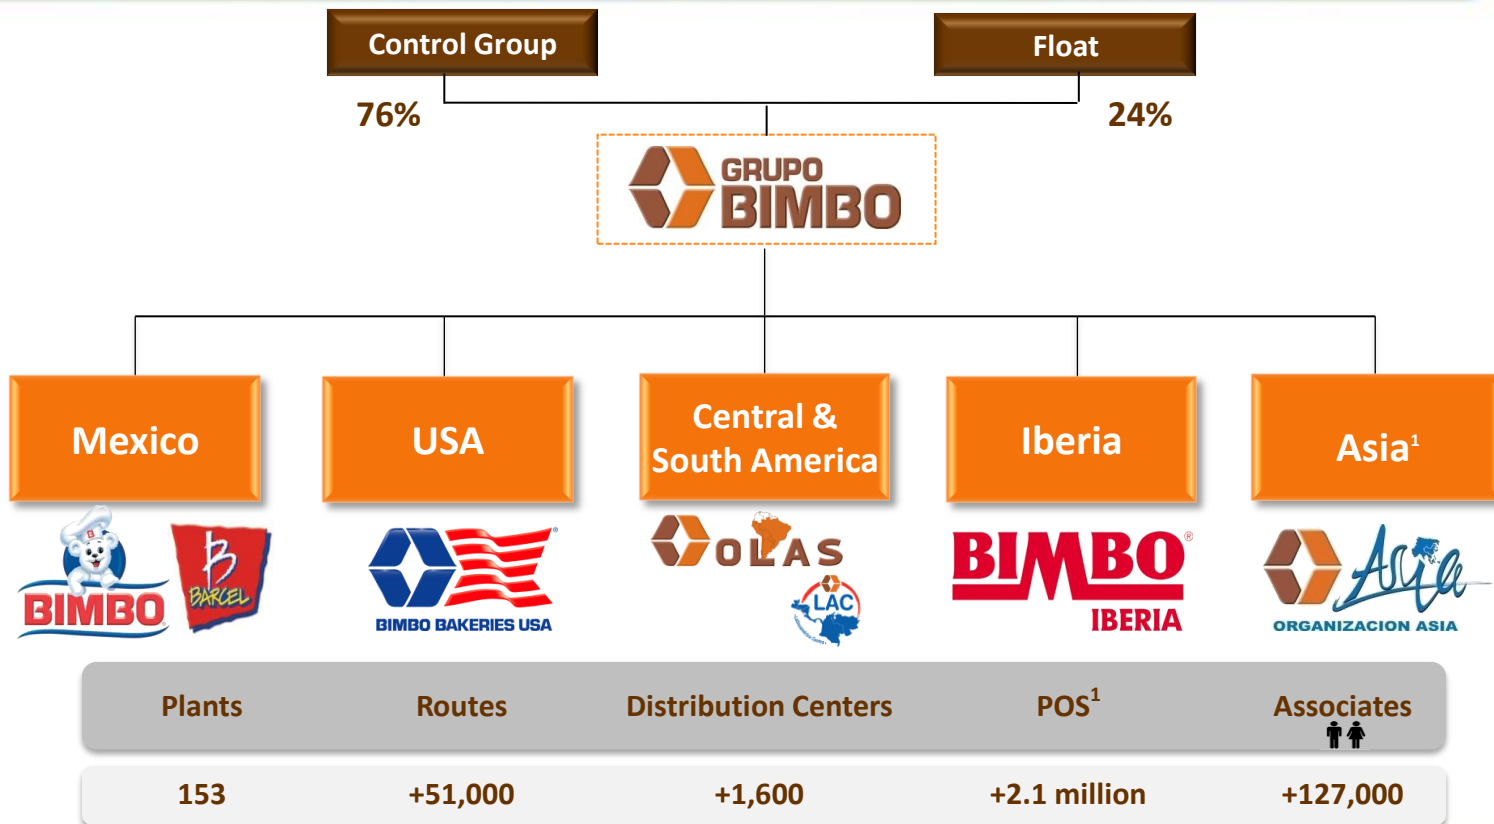 Control Group
Float
76%
24%
GRUPO
BIMBO
Mexico
USA
Central &
South America
Iberia
Asia¹
BIMBO
B
BARCEL
BIMBO BAKERIES USA
OLAS
LAC
BIMBO®
IBERIA
Asia
ORGANIZACION ASIA
Plants
Routes
Distribution Centers
POS¹
Associates
153
+51,000
+1,600
+2.1 million
+127,000